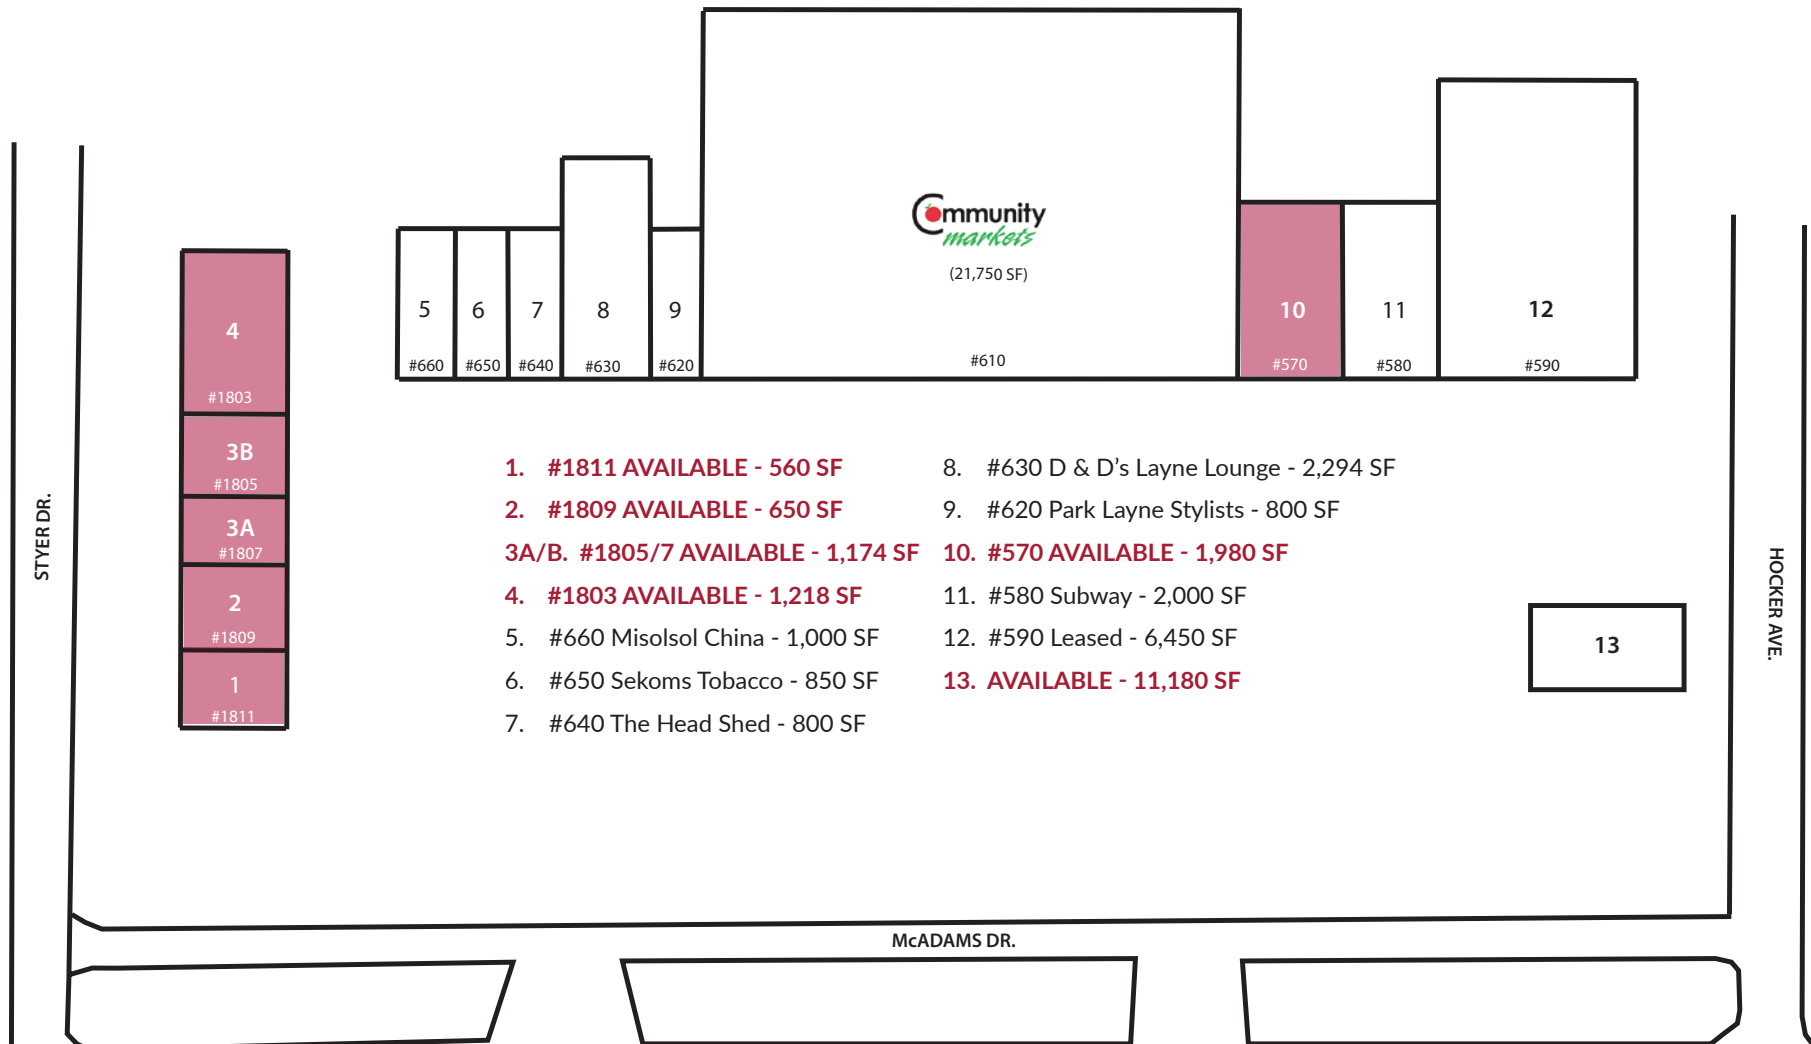 Community
markets
(21,750 SF)
#610
5
#660
6
#650
7
#640
8
#630
9
#620
10
#570
11
#580
12
#590
4
#1803
3B
#1805
3A
#1807
2
#1809
1
#1811
STYER DR.
1. #1811 AVAILABLE - 560 SF
2. #1809 AVAILABLE - 650 SF
3A/B. #1805/7 AVAILABLE - 1,174 SF
4. #1803 AVAILABLE - 1,218 SF
5. #660 Misolsol China - 1,000 SF
6. #650 Sekoms Tobacco - 850 SF
7. #640 The Head Shed - 800 SF
8. #630 D & D’s Layne Lounge - 2,294 SF
9. #620 Park Layne Stylists - 800 SF
10. #570 AVAILABLE - 1,980 SF
11. #580 Subway - 2,000 SF
12. #590 Leased - 6,450 SF
13. AVAILABLE - 11,180 SF
13
HOCKER AVE.
McADAMS DR.